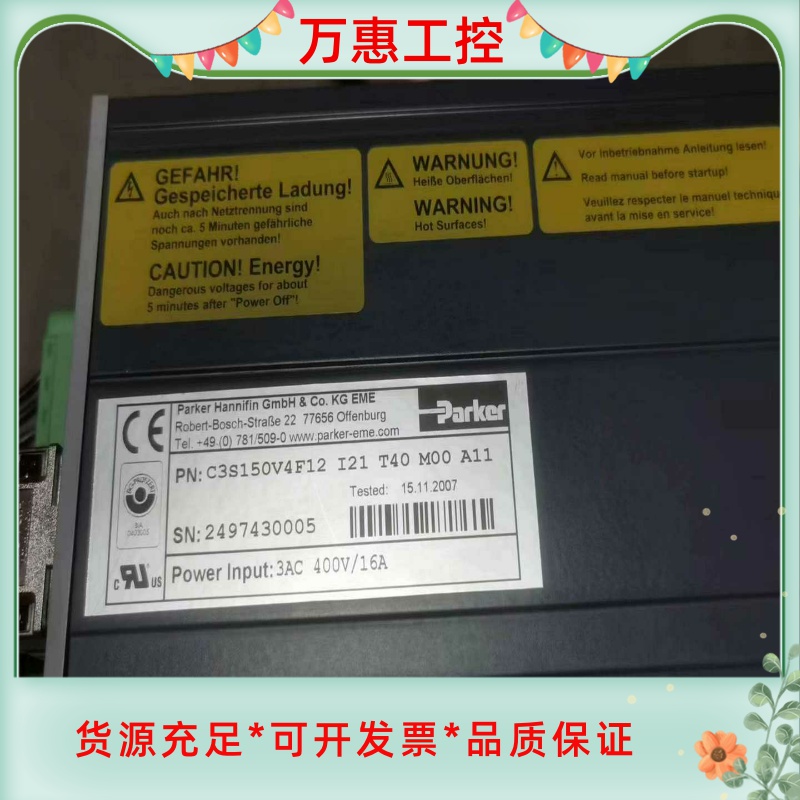 万惠工控
GEFAHR!
Gespeicherte Ladung!
Auch nach Netztrennung sind
noch ca. 5 Minuten gefährliche
Spannungen vorhanden!
CAUTION! Energy!
Dangerous voltages for about
5 minutes after "Power Off"!
WARNUNG!
Heiße Oberflächen!
WARNING!
Hot Surfaces!
Vor Inbetriebnahme Anleitung lesen!
Read manual before startup!
Veuillez respecter le manuel technique
avant la mise en service!
CE
Parker Hannifin GmbH & Co. KG EME
Robert-Bosch-Straße 22 77656 Offenburg
Tel. +49 (0) 781/509-0 www.parker-eme.com
Parker
PN: C3S150V4F12 I21 T40 M00 A11
Tested: 15.11.2007
SN: 2497430005
Power Input: 3AC 400V/16A
c RU US
货源充足*可开发票*品质保证